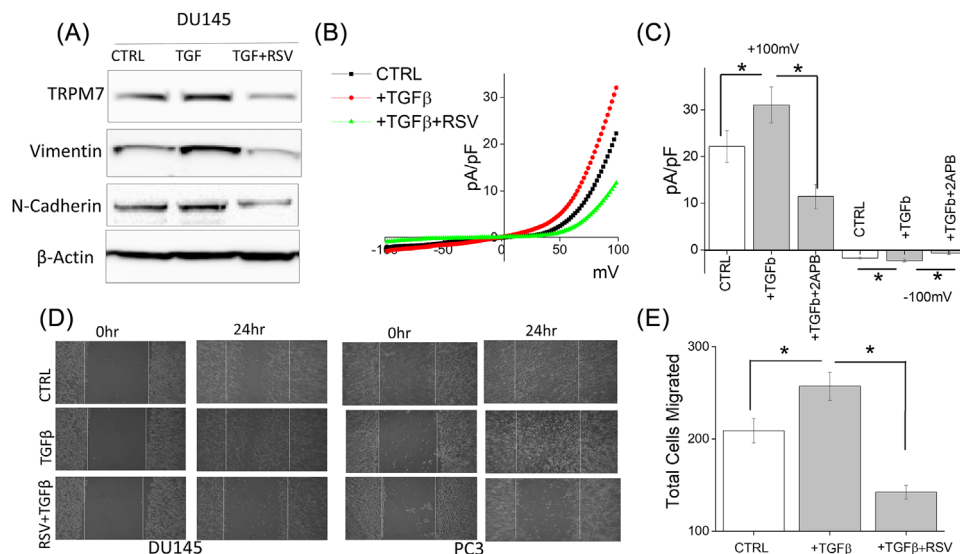 (A)
DU145
CTRL TGF TGF+RSV
TRPM7
Vimentin
N-Cadherin
β-Actin
(B)
CTRL
+TGFβ
+TGFβ+RSV
pA/pF
30
20
10
0
-100 -50 0 50 100
mV
(C)
+100mV
* *
pA/pF
30
20
10
0
CTRL
+TGFb
+TGFb+2APB
CTRL
+TGFb
+TGFb+2APB
* *
-100mV
(D)
0hr 24hr 0hr 24hr
CTRL
TGFβ
RSV+TGFβ
DU145 PC3
(E)
* *
Total Cells Migrated
300
200
100
CTRL +TGFß +TGFβ+RSV